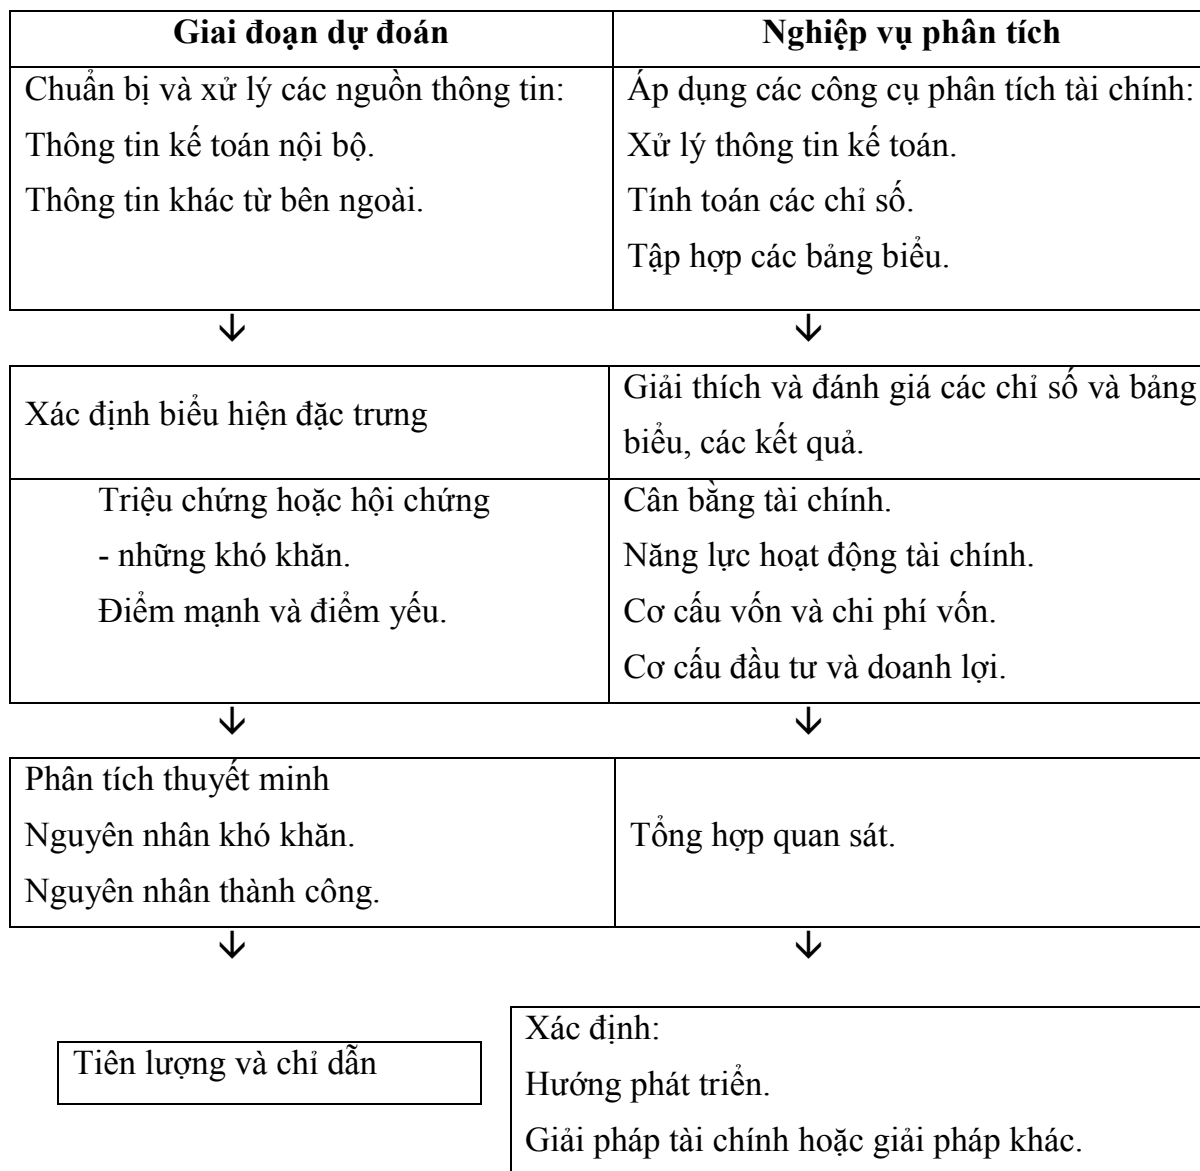 Giai đoạn dự đoán
Nghiệp vụ phân tích
Chuẩn bị và xử lý các nguồn thông tin:
Thông tin kế toán nội bộ.
Thông tin khác từ bên ngoài.
Áp dụng các công cụ phân tích tài chính:
Xử lý thông tin kế toán.
Tính toán các chỉ số.
Tập hợp các bảng biểu.
Xác định biểu hiện đặc trưng
Giải thích và đánh giá các chỉ số và bảng
biểu, các kết quả.
Triệu chứng hoặc hội chứng
- những khó khăn.
Điểm mạnh và điểm yếu.
Cân bằng tài chính.
Năng lực hoạt động tài chính.
Cơ cấu vốn và chi phí vốn.
Cơ cấu đầu tư và doanh lợi.
Phân tích thuyết minh
Nguyên nhân khó khăn.
Nguyên nhân thành công.
Tổng hợp quan sát.
Tiên lượng và chỉ dẫn
Xác định:
Hướng phát triển.
Giải pháp tài chính hoặc giải pháp khác.